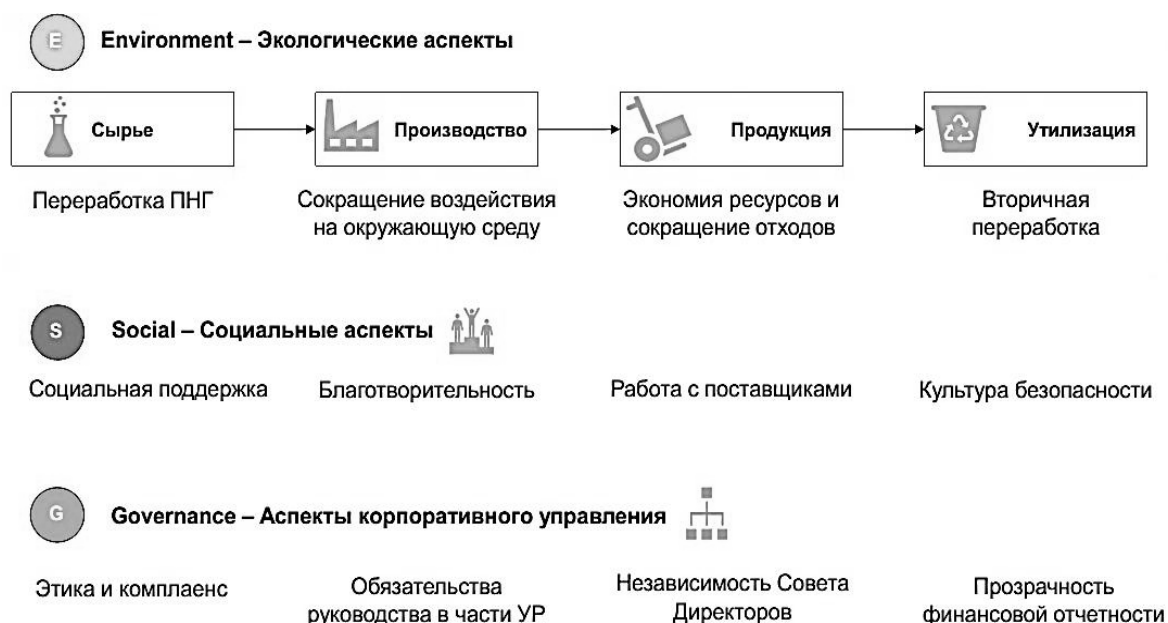 E
Environment – Экологические аспекты
Сырье
Производство
Продукция
Утилизация
Переработка ПНГ
Сокращение воздействия
на окружающую среду
Экономия ресурсов и
сокращение отходов
Вторичная
переработка
S
Social – Социальные аспекты
Социальная поддержка
Благотворительность
Работа с поставщиками
Культура безопасности
G
Governance – Аспекты корпоративного управления
Этика и комплаенс
Обязательства
руководства в части УР
Независимость Совета
Директоров
Прозрачность
финансовой отчетности